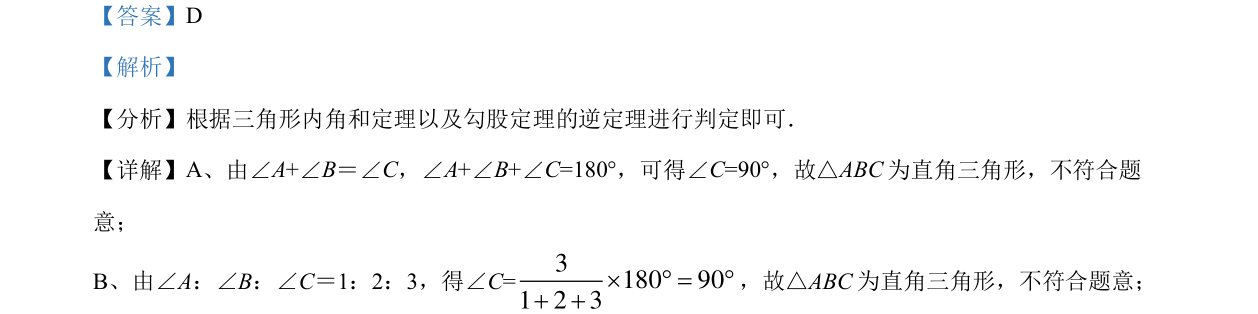 【答案】D
【解析】
【分析】根据三角形内角和定理以及勾股定理的逆定理进行判定即可．
【详解】A、由∠A+∠B＝∠C，∠A+∠B+∠C=180°，可得∠C=90°，故△ABC为直角三角形，不符合题
意；
B、由∠A：∠B：∠C＝1：2：3，得∠C=\frac{3}{1+2+3}×180°=90°，故△ABC为直角三角形，不符合题意；